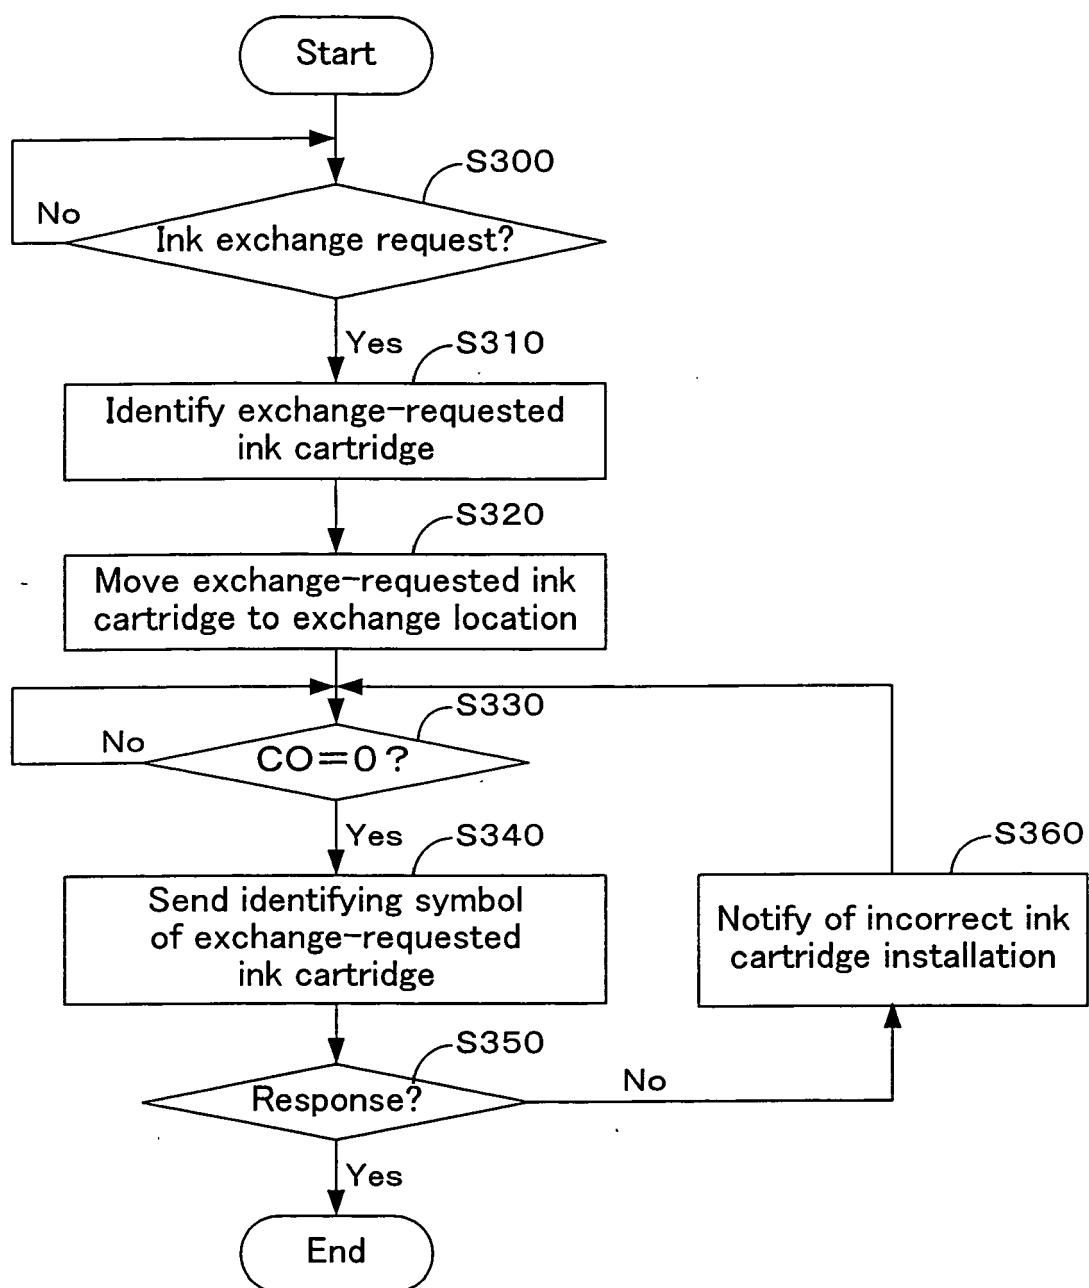 Start
S300
No
Ink exchange request?
Yes
S310
Identify exchange-requested
ink cartridge
S320
Move exchange-requested ink
cartridge to exchange location
S330
No
CO=0?
Yes
S340
Send identifying symbol
of exchange-requested
ink cartridge
S360
Notify of incorrect ink
cartridge installation
S350
Response?
No
Yes
End